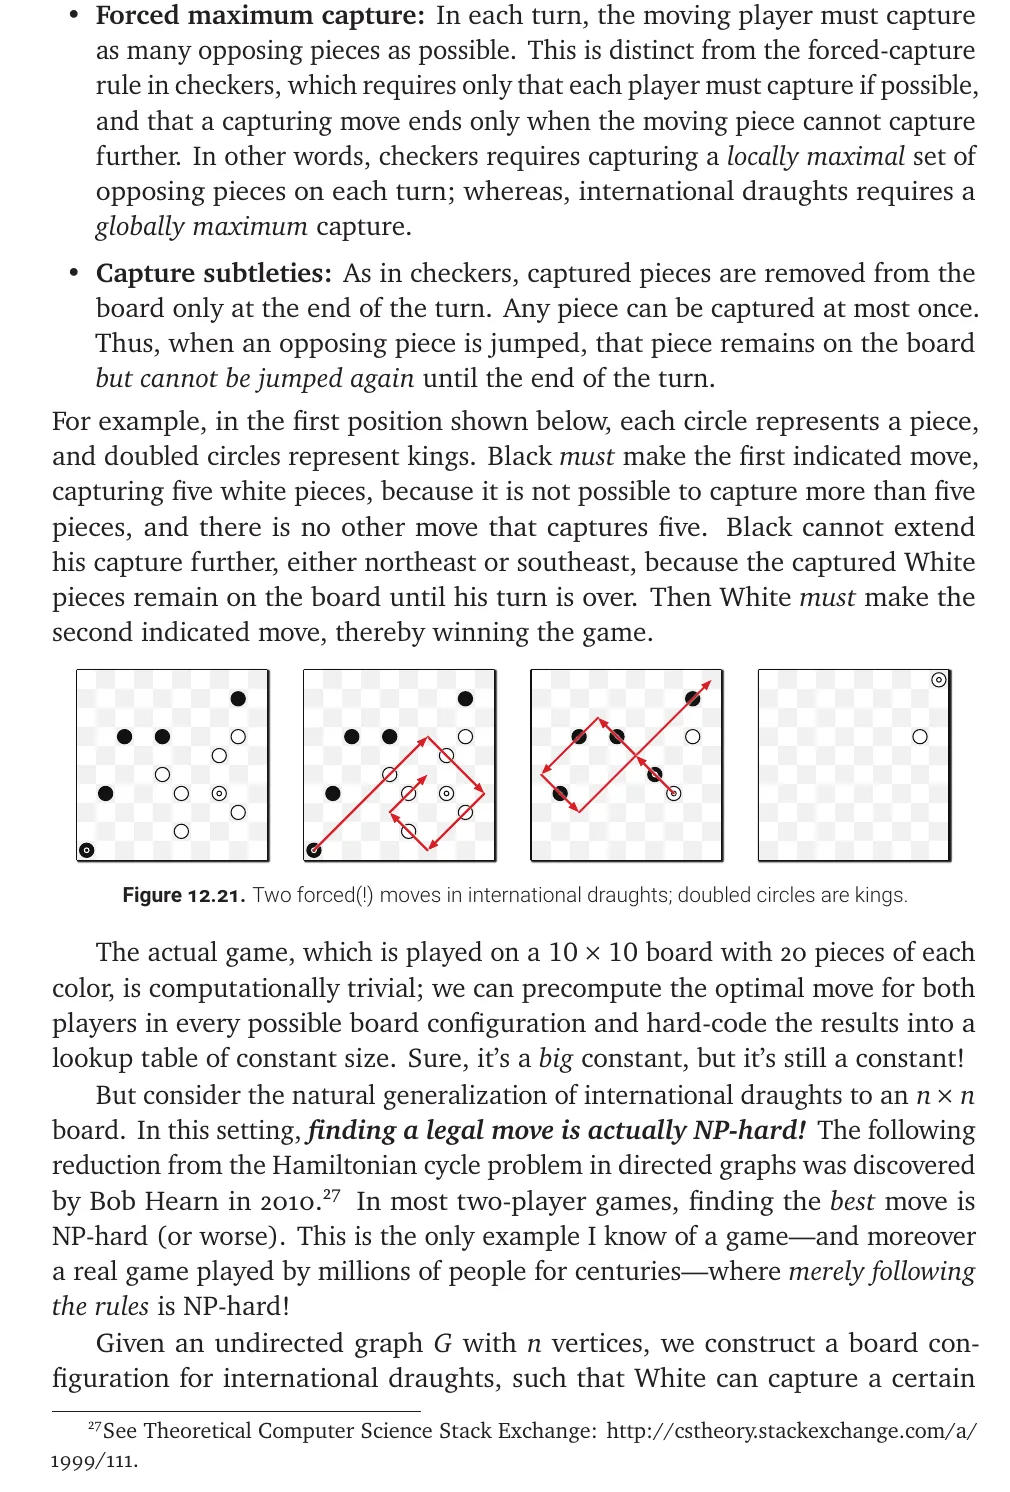 • Forced maximum capture: In each turn, the moving player must capture
as many opposing pieces as possible. This is distinct from the forced-capture
rule in checkers, which requires only that each player must capture if possible,
and that a capturing move ends only when the moving piece cannot capture
further. In other words, checkers requires capturing a locally maximal set of
opposing pieces on each turn; whereas, international draughts requires a
globally maximum capture.
• Capture subtleties: As in checkers, captured pieces are removed from the
board only at the end of the turn. Any piece can be captured at most once.
Thus, when an opposing piece is jumped, that piece remains on the board
but cannot be jumped again until the end of the turn.
For example, in the first position shown below, each circle represents a piece,
and doubled circles represent kings. Black must make the first indicated move,
capturing five white pieces, because it is not possible to capture more than five
pieces, and there is no other move that captures five. Black cannot extend
his capture further, either northeast or southeast, because the captured White
pieces remain on the board until his turn is over. Then White must make the
second indicated move, thereby winning the game.
Figure 12.21. Two forced(!) moves in international draughts; doubled circles are kings.
The actual game, which is played on a 10 × 10 board with 20 pieces of each
color, is computationally trivial; we can precompute the optimal move for both
players in every possible board configuration and hard-code the results into a
lookup table of constant size. Sure, it’s a big constant, but it’s still a constant!
But consider the natural generalization of international draughts to an n × n
board. In this setting, finding a legal move is actually NP-hard! The following
reduction from the Hamiltonian cycle problem in directed graphs was discovered
by Bob Hearn in 2010.²⁷ In most two-player games, finding the best move is
NP-hard (or worse). This is the only example I know of a game—and moreover
a real game played by millions of people for centuries—where merely following
the rules is NP-hard!
Given an undirected graph G with n vertices, we construct a board con-
figuration for international draughts, such that White can capture a certain
²⁷See Theoretical Computer Science Stack Exchange: http://cstheory.stackexchange.com/a/
1999/111.